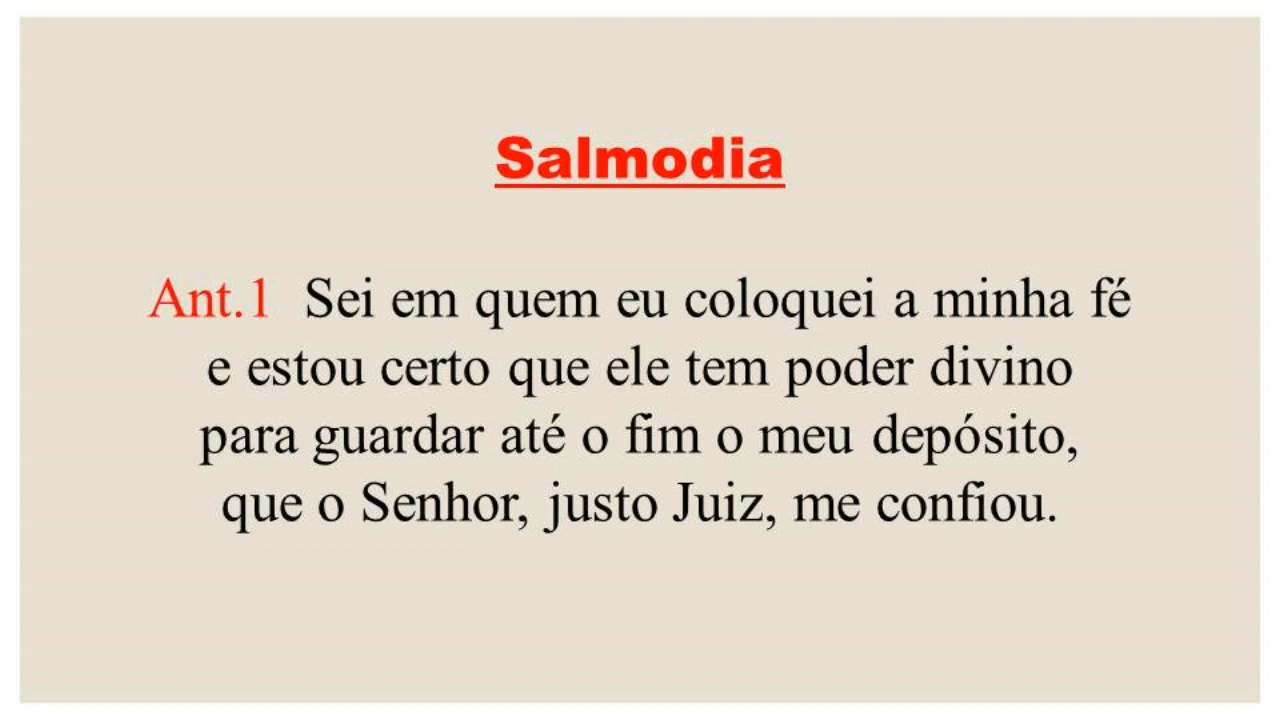 Salmodia
Ant.1 Sei em quem eu coloquei a minha fé
e estou certo que ele tem poder divino
para guardar até o fim o meu depósito,
que o Senhor, justo Juiz, me confiou.